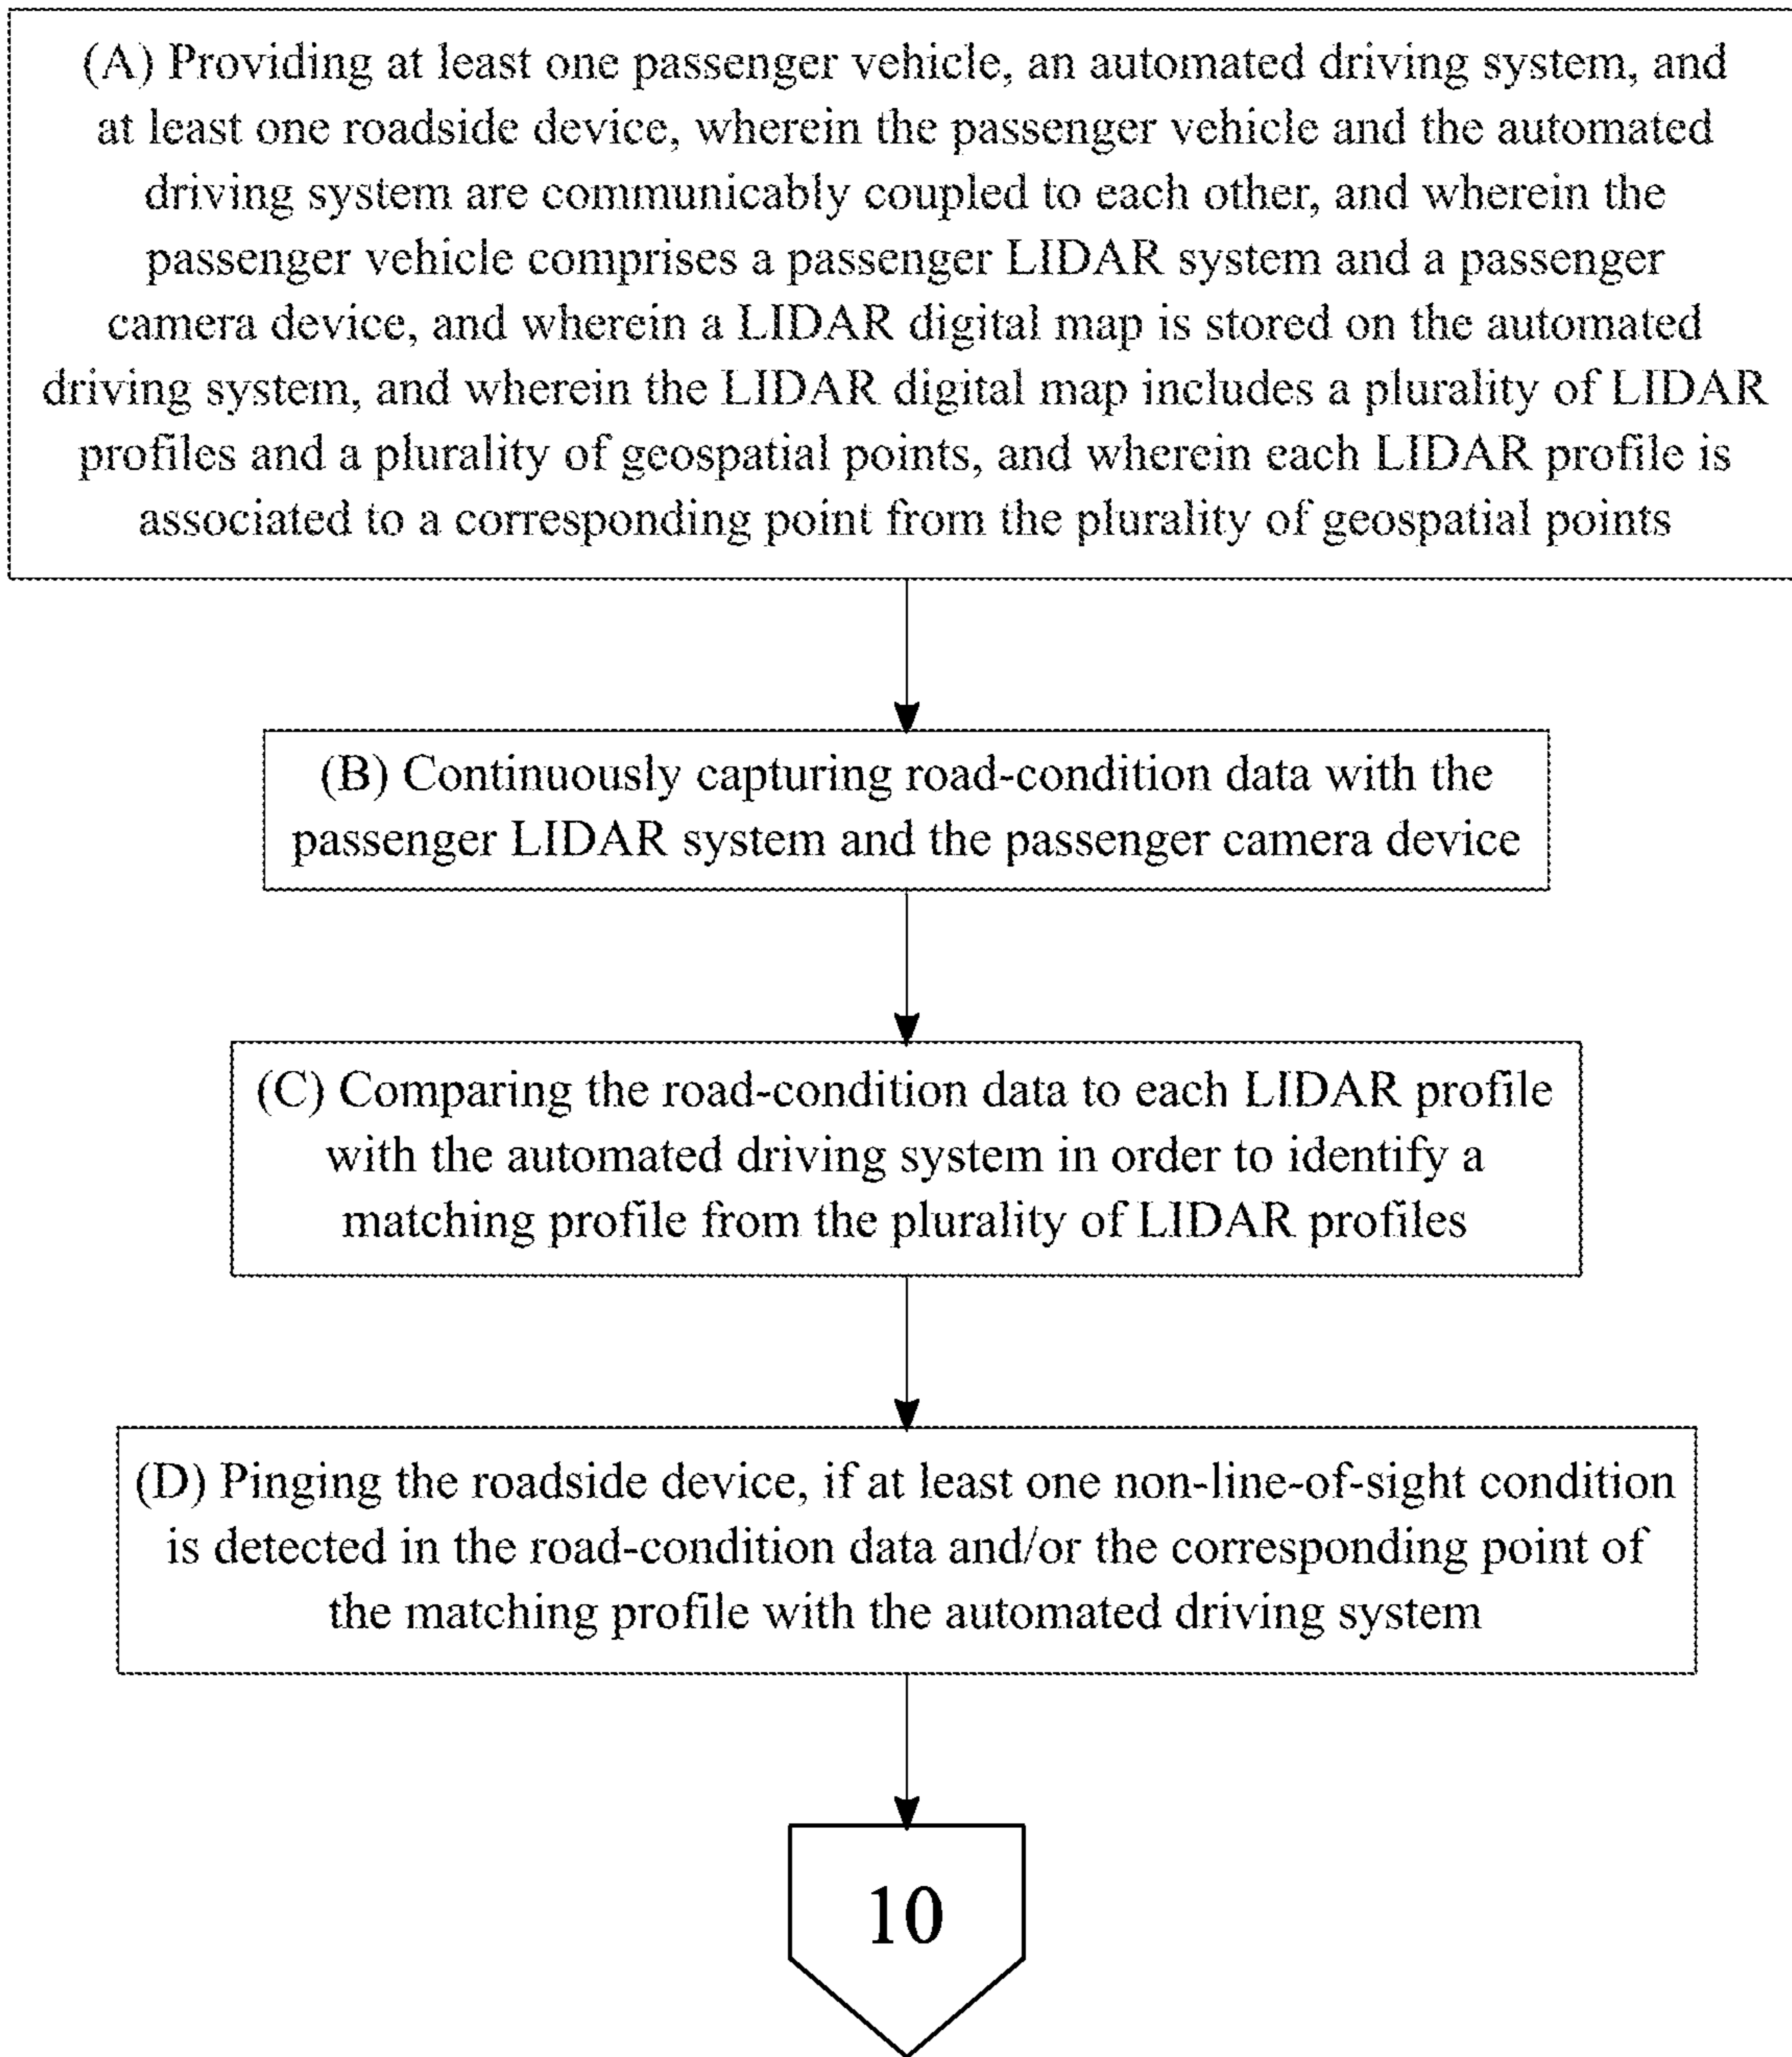 (A) Providing at least one passenger vehicle, an automated driving system, and
at least one roadside device, wherein the passenger vehicle and the automated
driving system are communicably coupled to each other, and wherein the
passenger vehicle comprises a passenger LIDAR system and a passenger
camera device, and wherein a LIDAR digital map is stored on the automated
driving system, and wherein the LIDAR digital map includes a plurality of LIDAR
profiles and a plurality of geospatial points, and wherein each LIDAR profile is
associated to a corresponding point from the plurality of geospatial points
(B) Continuously capturing road-condition data with the
passenger LIDAR system and the passenger camera device
(C) Comparing the road-condition data to each LIDAR profile
with the automated driving system in order to identify a
matching profile from the plurality of LIDAR profiles
(D) Pinging the roadside device, if at least one non-line-of-sight condition
is detected in the road-condition data and/or the corresponding point of
the matching profile with the automated driving system
10